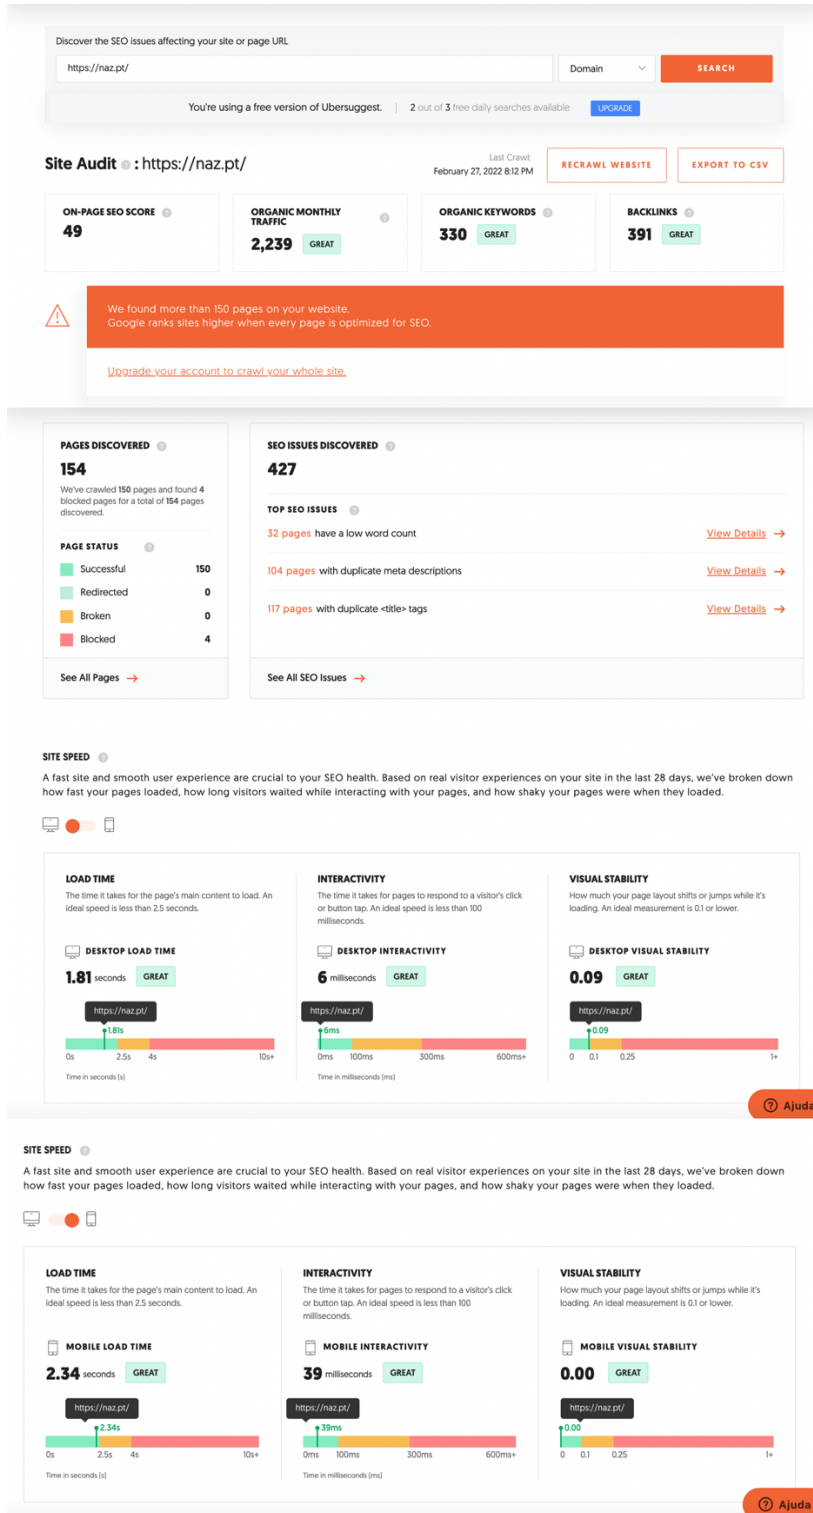 Discover the SEO issues affecting your site or page URL
https://naz.pt/
Domain
SEARCH
You're using a free version of Ubersuggest. | 2 out of 3 free daily searches available UPGRADE
Site Audit ? : https://naz.pt/
Last Crawl:
February 27, 2022 8:12 PM
RECRAWL WEBSITE
EXPORT TO CSV
ON-PAGE SEO SCORE ?
49
ORGANIC MONTHLY
TRAFFIC ?
2,239 GREAT
ORGANIC KEYWORDS ?
330 GREAT
BACKLINKS ?
391 GREAT
We found more than 150 pages on your website.
Google ranks sites higher when every page is optimized for SEO.
Upgrade your account to crawl your whole site.
PAGES DISCOVERED ?
154
We've crawled 150 pages and found 4
blocked pages for a total of 154 pages
discovered.
PAGE STATUS ?
Successful 150
Redirected 0
Broken 0
Blocked 4
See All Pages →
SEO ISSUES DISCOVERED ?
427
TOP SEO ISSUES ?
32 pages have a low word count View Details →
104 pages with duplicate meta descriptions View Details →
117 pages with duplicate <title> tags View Details →
See All SEO Issues →
SITE SPEED ?
A fast site and smooth user experience are crucial to your SEO health. Based on real visitor experiences on your site in the last 28 days, we've broken down
how fast your pages loaded, how long visitors waited while interacting with your pages, and how shaky your pages were when they loaded.
LOAD TIME
The time it takes for the page's main content to load. An
ideal speed is less than 2.5 seconds.
DESKTOP LOAD TIME
1.81 seconds GREAT
https://naz.pt/
1.81s
0s 2.5s 4s 10s+
Time in seconds (s)
INTERACTIVITY
The time it takes for pages to respond to a visitor's click
or button tap. An ideal speed is less than 100
milliseconds.
DESKTOP INTERACTIVITY
6 milliseconds GREAT
https://naz.pt/
6ms
0ms 100ms 300ms 600ms+
Time in milliseconds (ms)
VISUAL STABILITY
How much your page layout shifts or jumps while it's
loading. An ideal measurement is 0.1 or lower.
DESKTOP VISUAL STABILITY
0.09 GREAT
https://naz.pt/
0.09
0 0.1 0.25 1+
? Ajuda
SITE SPEED ?
A fast site and smooth user experience are crucial to your SEO health. Based on real visitor experiences on your site in the last 28 days, we've broken down
how fast your pages loaded, how long visitors waited while interacting with your pages, and how shaky your pages were when they loaded.
LOAD TIME
The time it takes for the page's main content to load. An
ideal speed is less than 2.5 seconds.
MOBILE LOAD TIME
2.34 seconds GREAT
https://naz.pt/
2.34s
0s 2.5s 4s 10s+
Time in seconds (s)
INTERACTIVITY
The time it takes for pages to respond to a visitor's click
or button tap. An ideal speed is less than 100
milliseconds.
MOBILE INTERACTIVITY
39 milliseconds GREAT
https://naz.pt/
39ms
0ms 100ms 300ms 600ms+
Time in milliseconds (ms)
VISUAL STABILITY
How much your page layout shifts or jumps while it's
loading. An ideal measurement is 0.1 or lower.
MOBILE VISUAL STABILITY
0.00 GREAT
https://naz.pt/
0.00
0 0.1 0.25 1+
? Ajuda